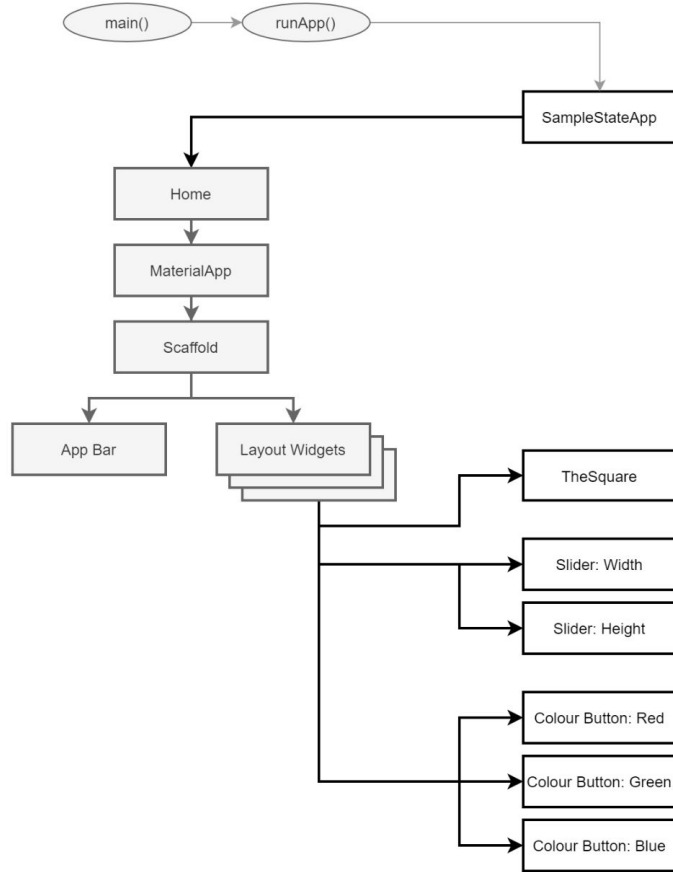 main()
runApp()
SampleStateApp
Home
MaterialApp
Scaffold
App Bar
Layout Widgets
TheSquare
Slider: Width
Slider: Height
Colour Button: Red
Colour Button: Green
Colour Button: Blue